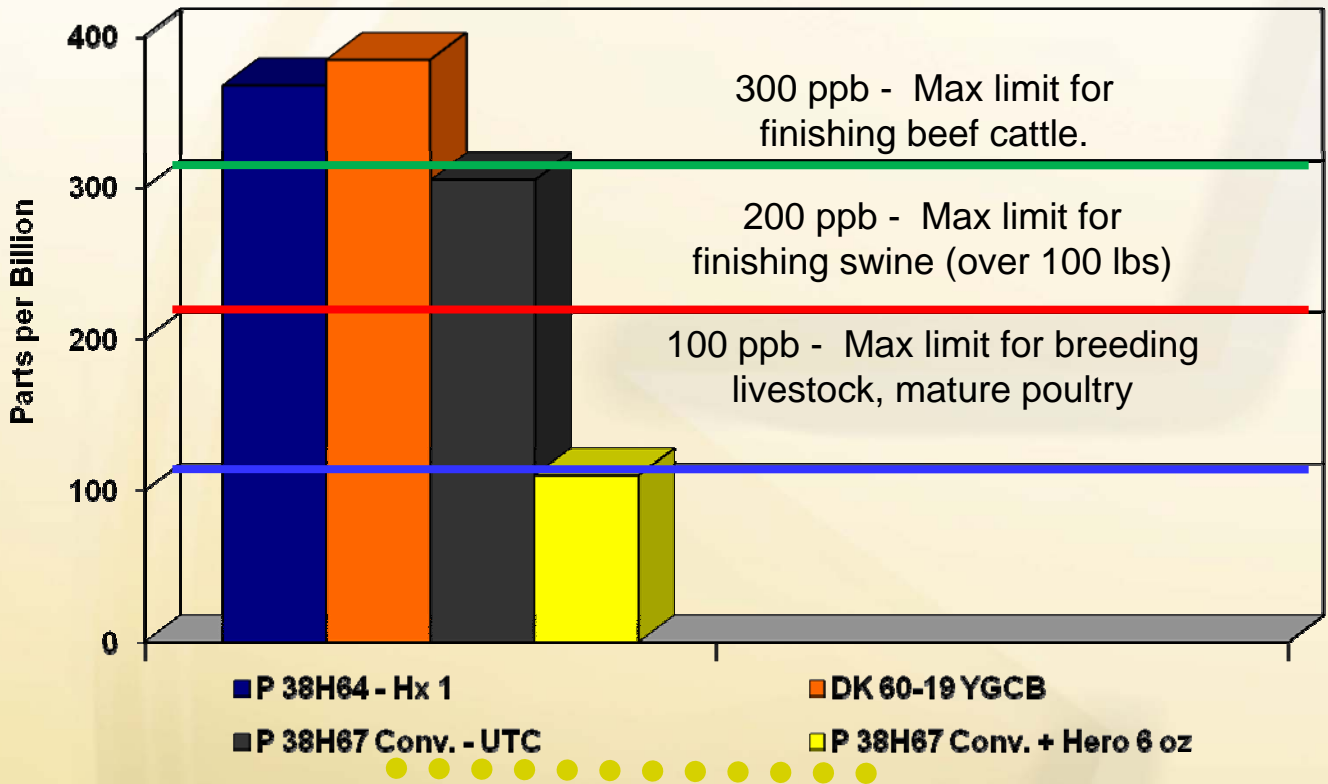 400
300 ppb - Max limit for
finishing beef cattle.
300
200 ppb - Max limit for
finishing swine (over 100 lbs)
200
100 ppb - Max limit for breeding
livestock, mature poultry
100
0
Parts per Billion
P 38H64 - Hx 1
DK 60-19 YGCB
P 38H67 Conv. - UTC
P 38H67 Conv. + Hero 6 oz